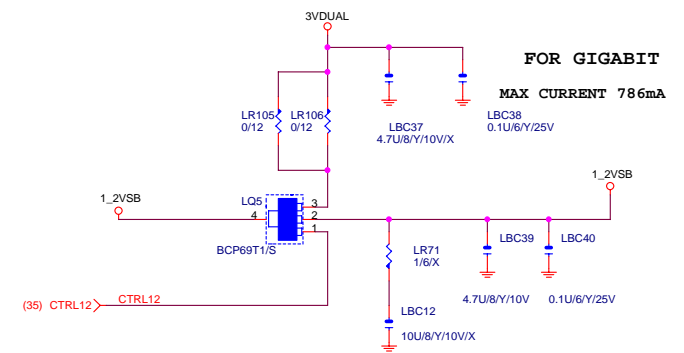 3VDUAL
FOR GIGABIT
MAX CURRENT 786mA
LR105
0/12
LR106
0/12
LBC37
4.7U/8/Y/10V/X
LBC38
0.1U/6/Y/25V
1_2VSB
LQ5
4
3
2
1
BCP69T1/S
1_2VSB
LR71
1/6/X
LBC39
4.7U/8/Y/10V
LBC40
0.1U/6/Y/25V
(35) CTRL12
CTRL12
LBC12
10U/8/Y/10V/X